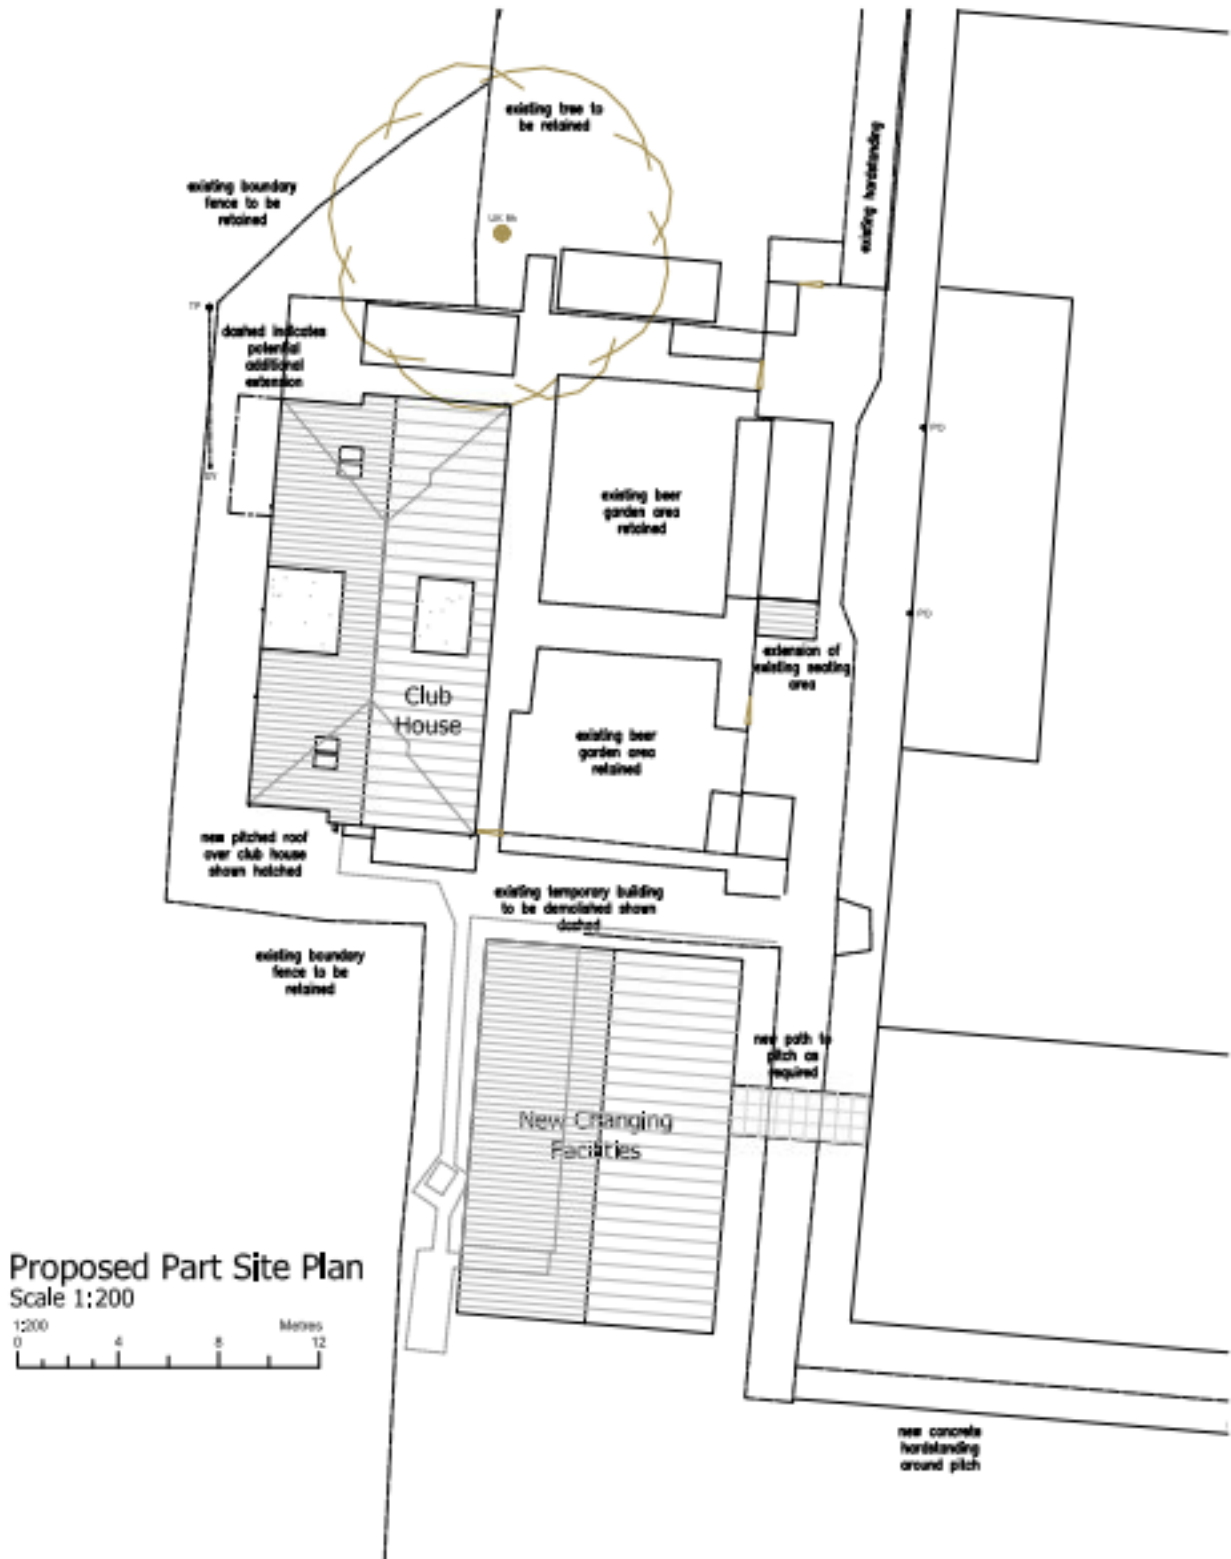 existing tree to
be retained
existing hardstanding
existing boundary
fence to be
retained
TP
dashed indicates
potential
additional
extension
PD
existing beer
garden area
retained
PD
extension of
existing seating
area
Club
House
existing beer
garden area
retained
new pitched roof
over club house
shown hatched
existing temporary building
to be demolished shown
dashed
existing boundary
fence to be
retained
new path to
pitch as
required
New Changing
Facilities
Proposed Part Site Plan
Scale 1:200
1:200 Metres
0 4 8 12
new concrete
hardstanding
around pitch